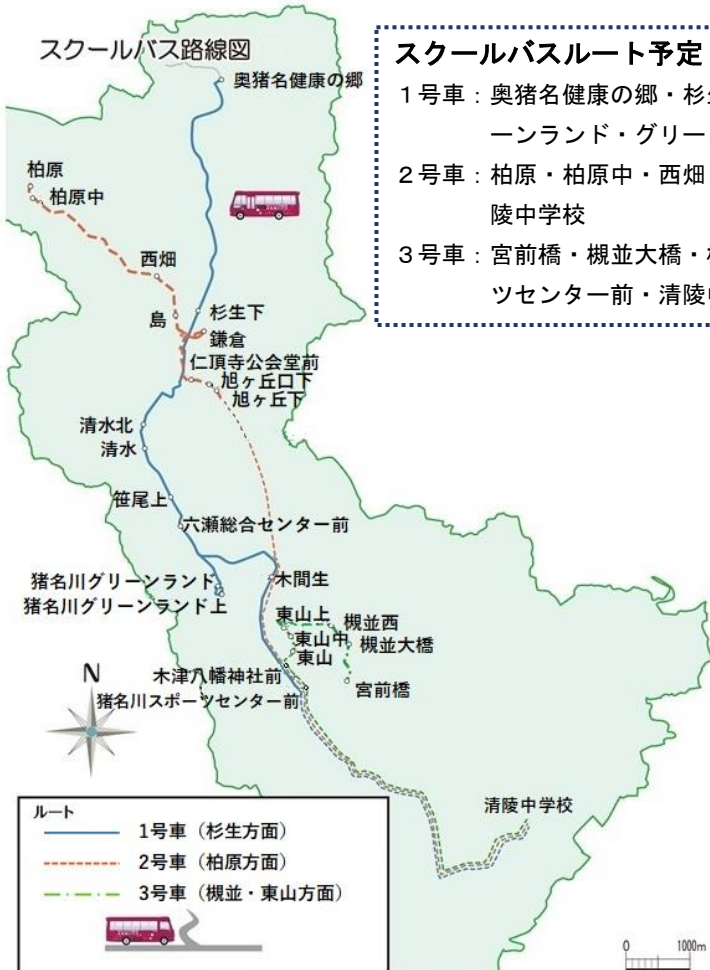 スクールバス路線図
スクールバスルート予定
1号車：奥猪名健康の郷・杉生
ーンランド・グリー
2号車：柏原・柏原中・西畑
陵中学校
3号車：宮前橋・槻並大橋・
ツセンター前・清陵
奥猪名健康の郷
柏原
柏原中
西畑
島
杉生下
鎌倉
仁頂寺公会堂前
旭ヶ丘口下
旭ヶ丘下
清水北
清水
笹尾上
六瀬総合センター前
猪名川グリーンランド
猪名川グリーンランド上
木間生
東山上
槻並西
東山中
槻並大橋
東山
木津八幡神社前
宮前橋
猪名川スポーツセンター前
N
清陵中学校
ルート
1号車（杉生方面）
2号車（柏原方面）
3号車（槻並・東山方面）
0 1000m